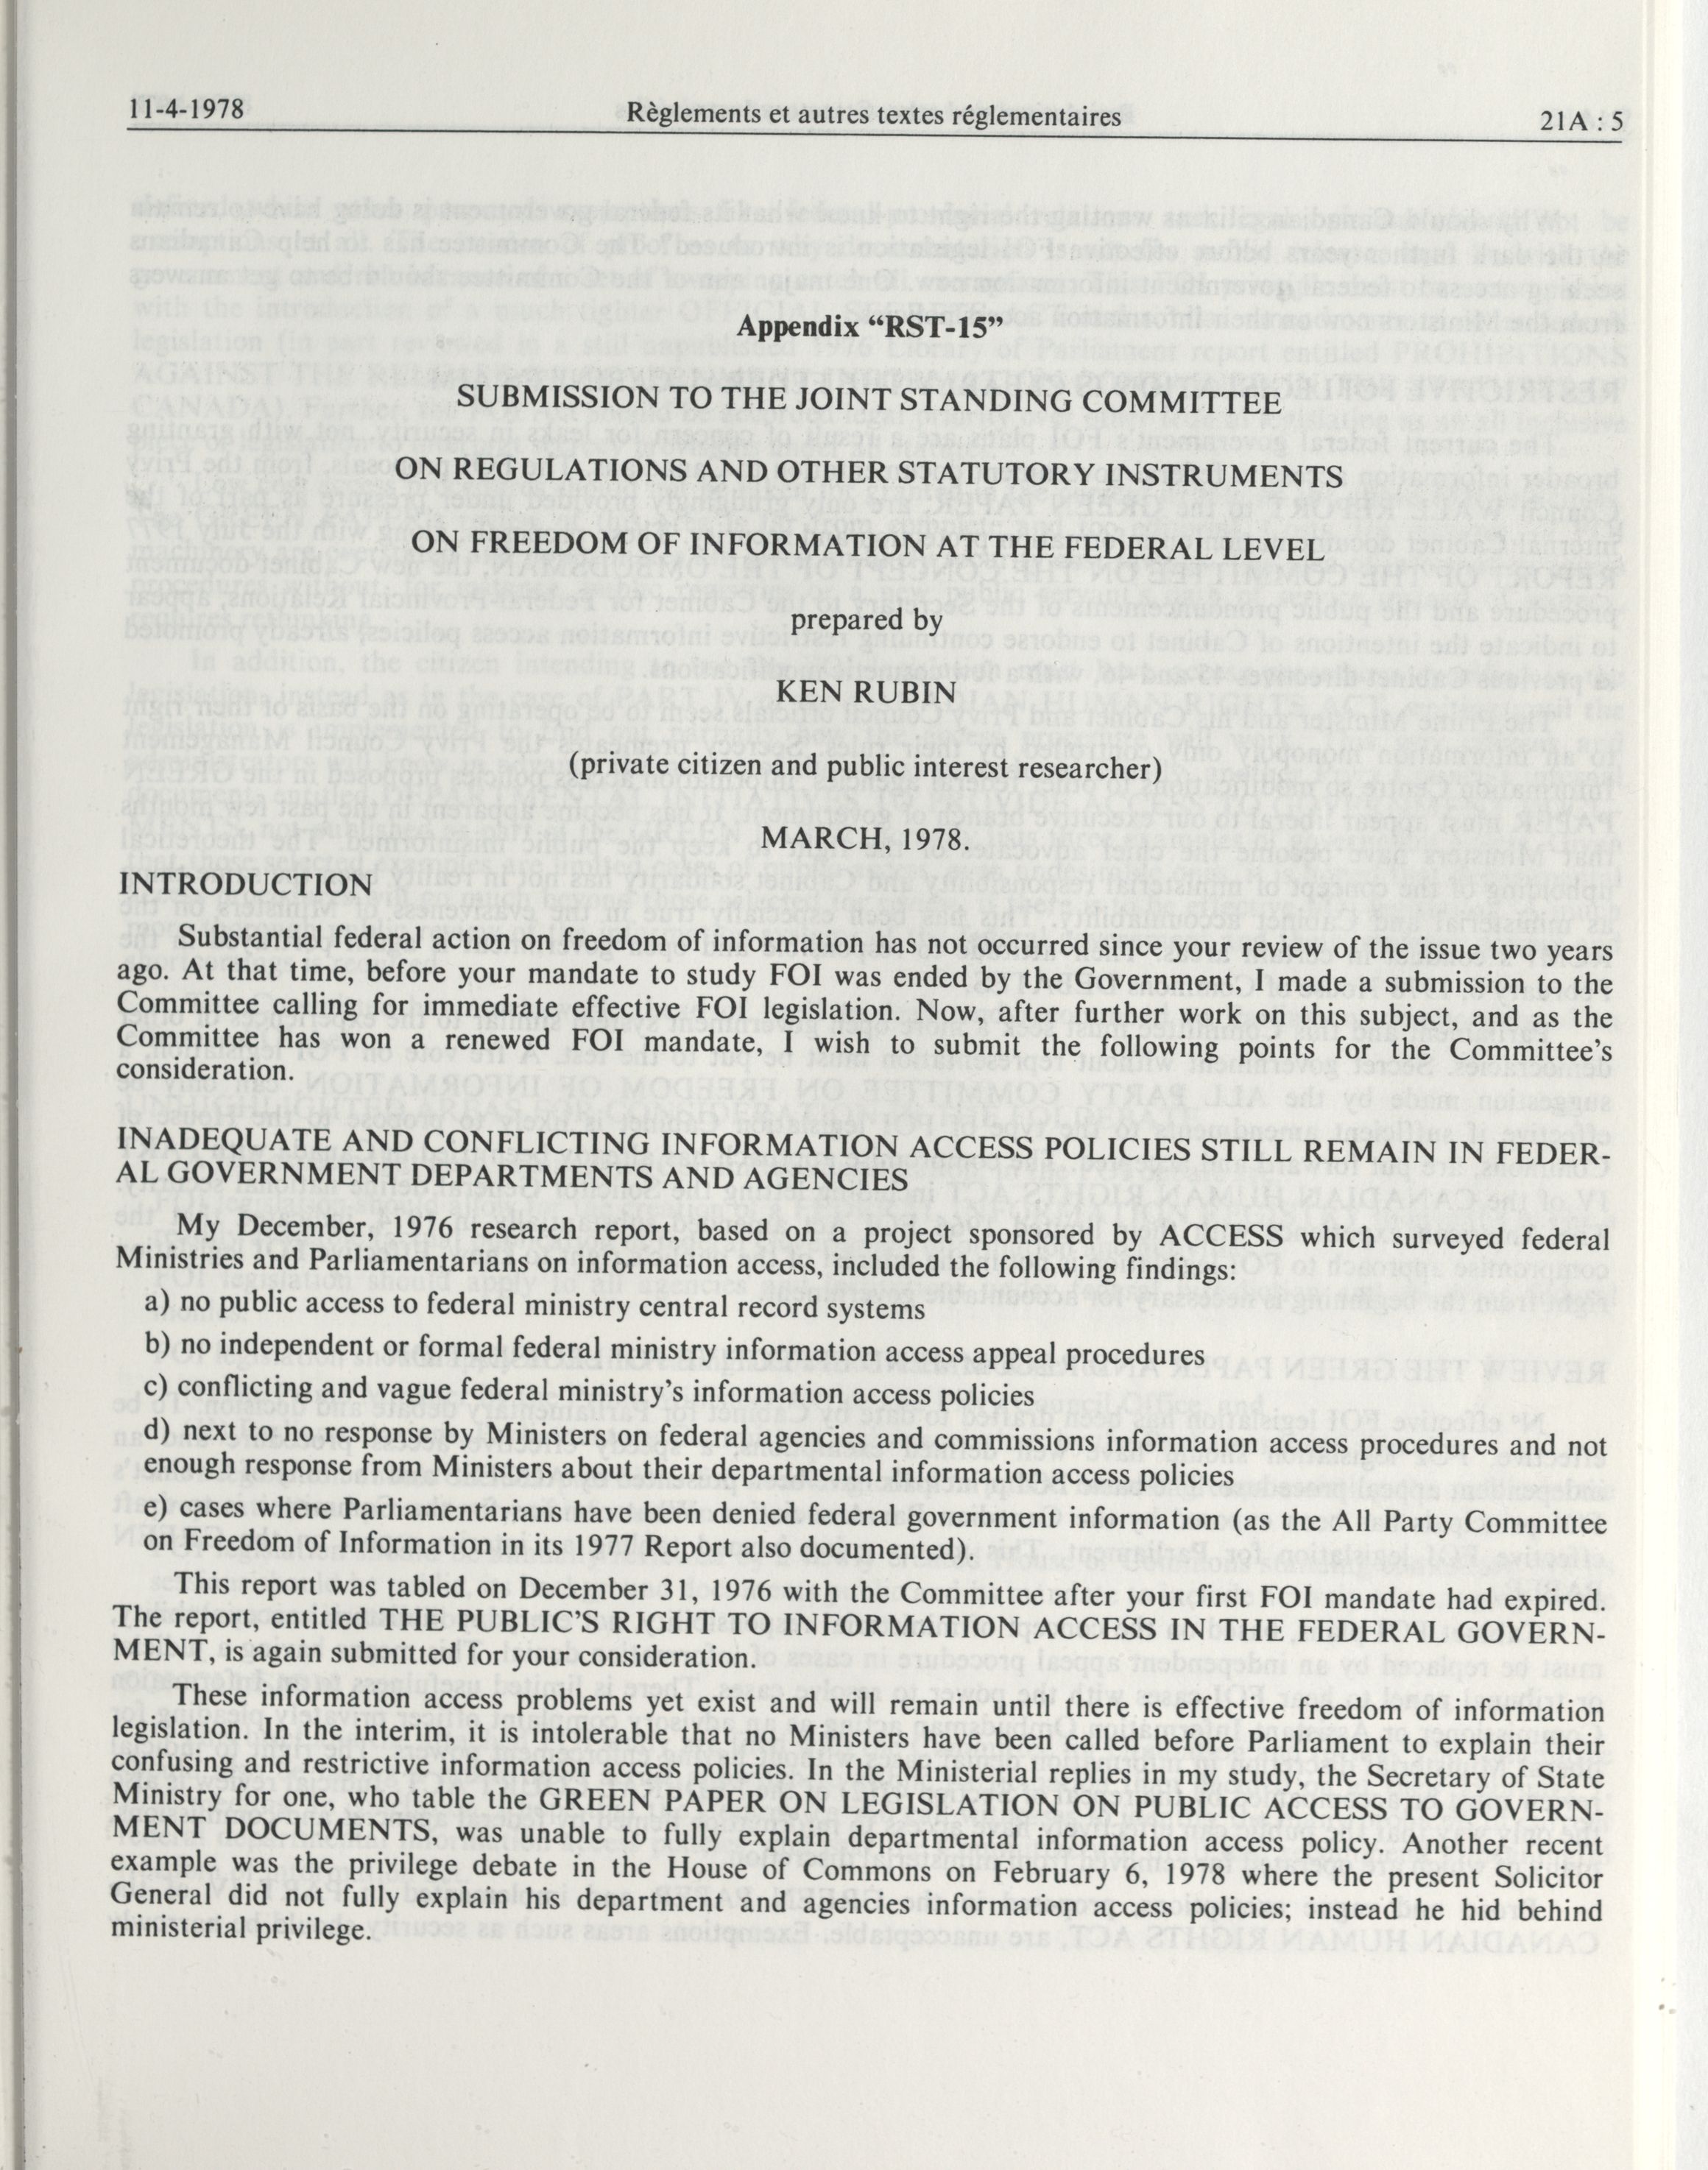 11-4-1978 Règlements et autres textes réglementaires 21A : 5
Appendix “RST-15”
SUBMISSION TO THE JOINT STANDING COMMITTEE
ON REGULATIONS AND OTHER STATUTORY INSTRUMENTS
ON FREEDOM OF INFORMATION AT THE FEDERAL LEVEL
prepared by
KEN RUBIN
(private citizen and public interest researcher)
MARCH, 1978.
INTRODUCTION
Substantial federal action on freedom of information has not occurred since your review of the issue two years
ago. At that time, before your mandate to study FOI was ended by the Government, I made a submission to the
Committee calling for immediate effective FOI legislation. Now, after further work on this subject, and as the
Committee has won a renewed FOI mandate, I wish to submit the following points for the Committee’s
consideration.
INADEQUATE AND CONFLICTING INFORMATION ACCESS POLICIES STILL REMAIN IN FEDER-
AL GOVERNMENT DEPARTMENTS AND AGENCIES
My December, 1976 research report, based on a project sponsored by ACCESS which surveyed federal
Ministries and Parliamentarians on information access, included the following findings:
a) no public access to federal ministry central record systems
b) no independent or formal federal ministry information access appeal procedures
c) conflicting and vague federal ministry’s information access policies
d) next to no response by Ministers on federal agencies and commissions information access procedures and not
enough response from Ministers about their departmental information access policies
e) cases where Parliamentarians have been denied federal government information (as the All Party Committee
on Freedom of Information in its 1977 Report also documented).
This report was tabled on December 31, 1976 with the Committee after your first FOI mandate had expired.
The report, entitled THE PUBLIC’S RIGHT TO INFORMATION ACCESS IN THE FEDERAL GOVERN-
MENT, is again submitted for your consideration.
These information access problems yet exist and will remain until there is effective freedom of information
legislation. In the interim, it is intolerable that no Ministers have been called before Parliament to explain their
confusing and restrictive information access policies. In the Ministerial replies in my study, the Secretary of State
Ministry for one, who table the GREEN PAPER ON LEGISLATION ON PUBLIC ACCESS TO GOVERN-
MENT DOCUMENTS, was unable to fully explain departmental information access policy. Another recent
example was the privilege debate in the House of Commons on February 6, 1978 where the present Solicitor
General did not fully explain his department and agencies information access policies; instead he hid behind
ministerial privilege.